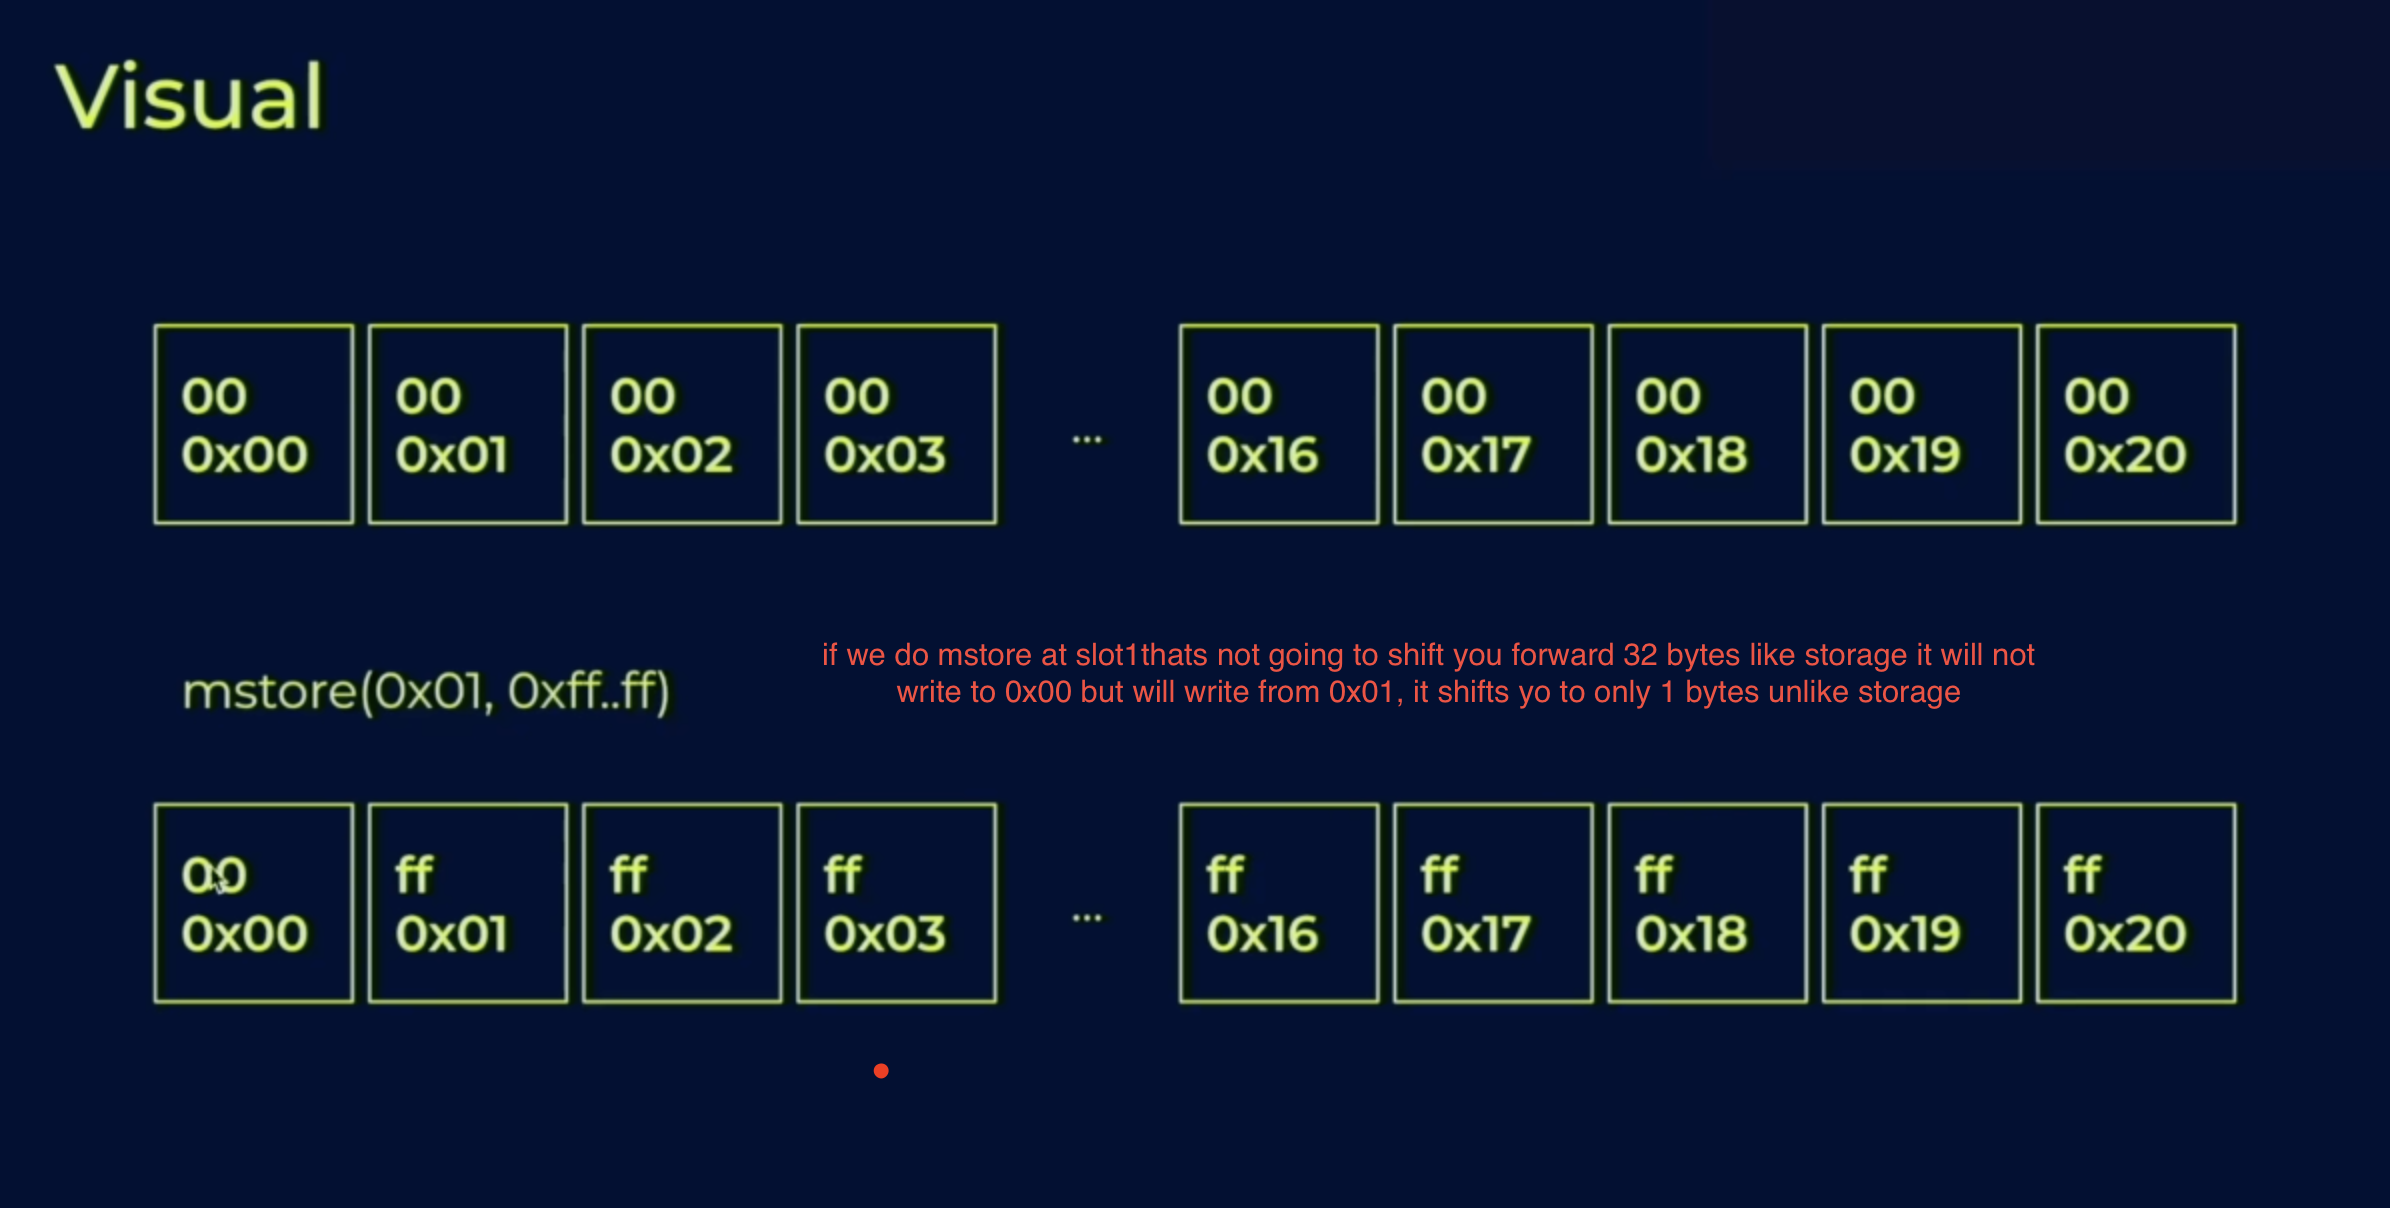 Visual
00 00 00 00 00 00 00 00 00
0x00 0x01 0x02 0x03 ... 0x16 0x17 0x18 0x19 0x20
if we do mstore at slot1thats not going to shift you forward 32 bytes like storage it will not
mstore(0x01, 0xff..ff) write to 0x00 but will write from 0x01, it shifts yo to only 1 bytes unlike storage
00 ff ff ff ff ff ff ff ff
0x00 0x01 0x02 0x03 ... 0x16 0x17 0x18 0x19 0x20